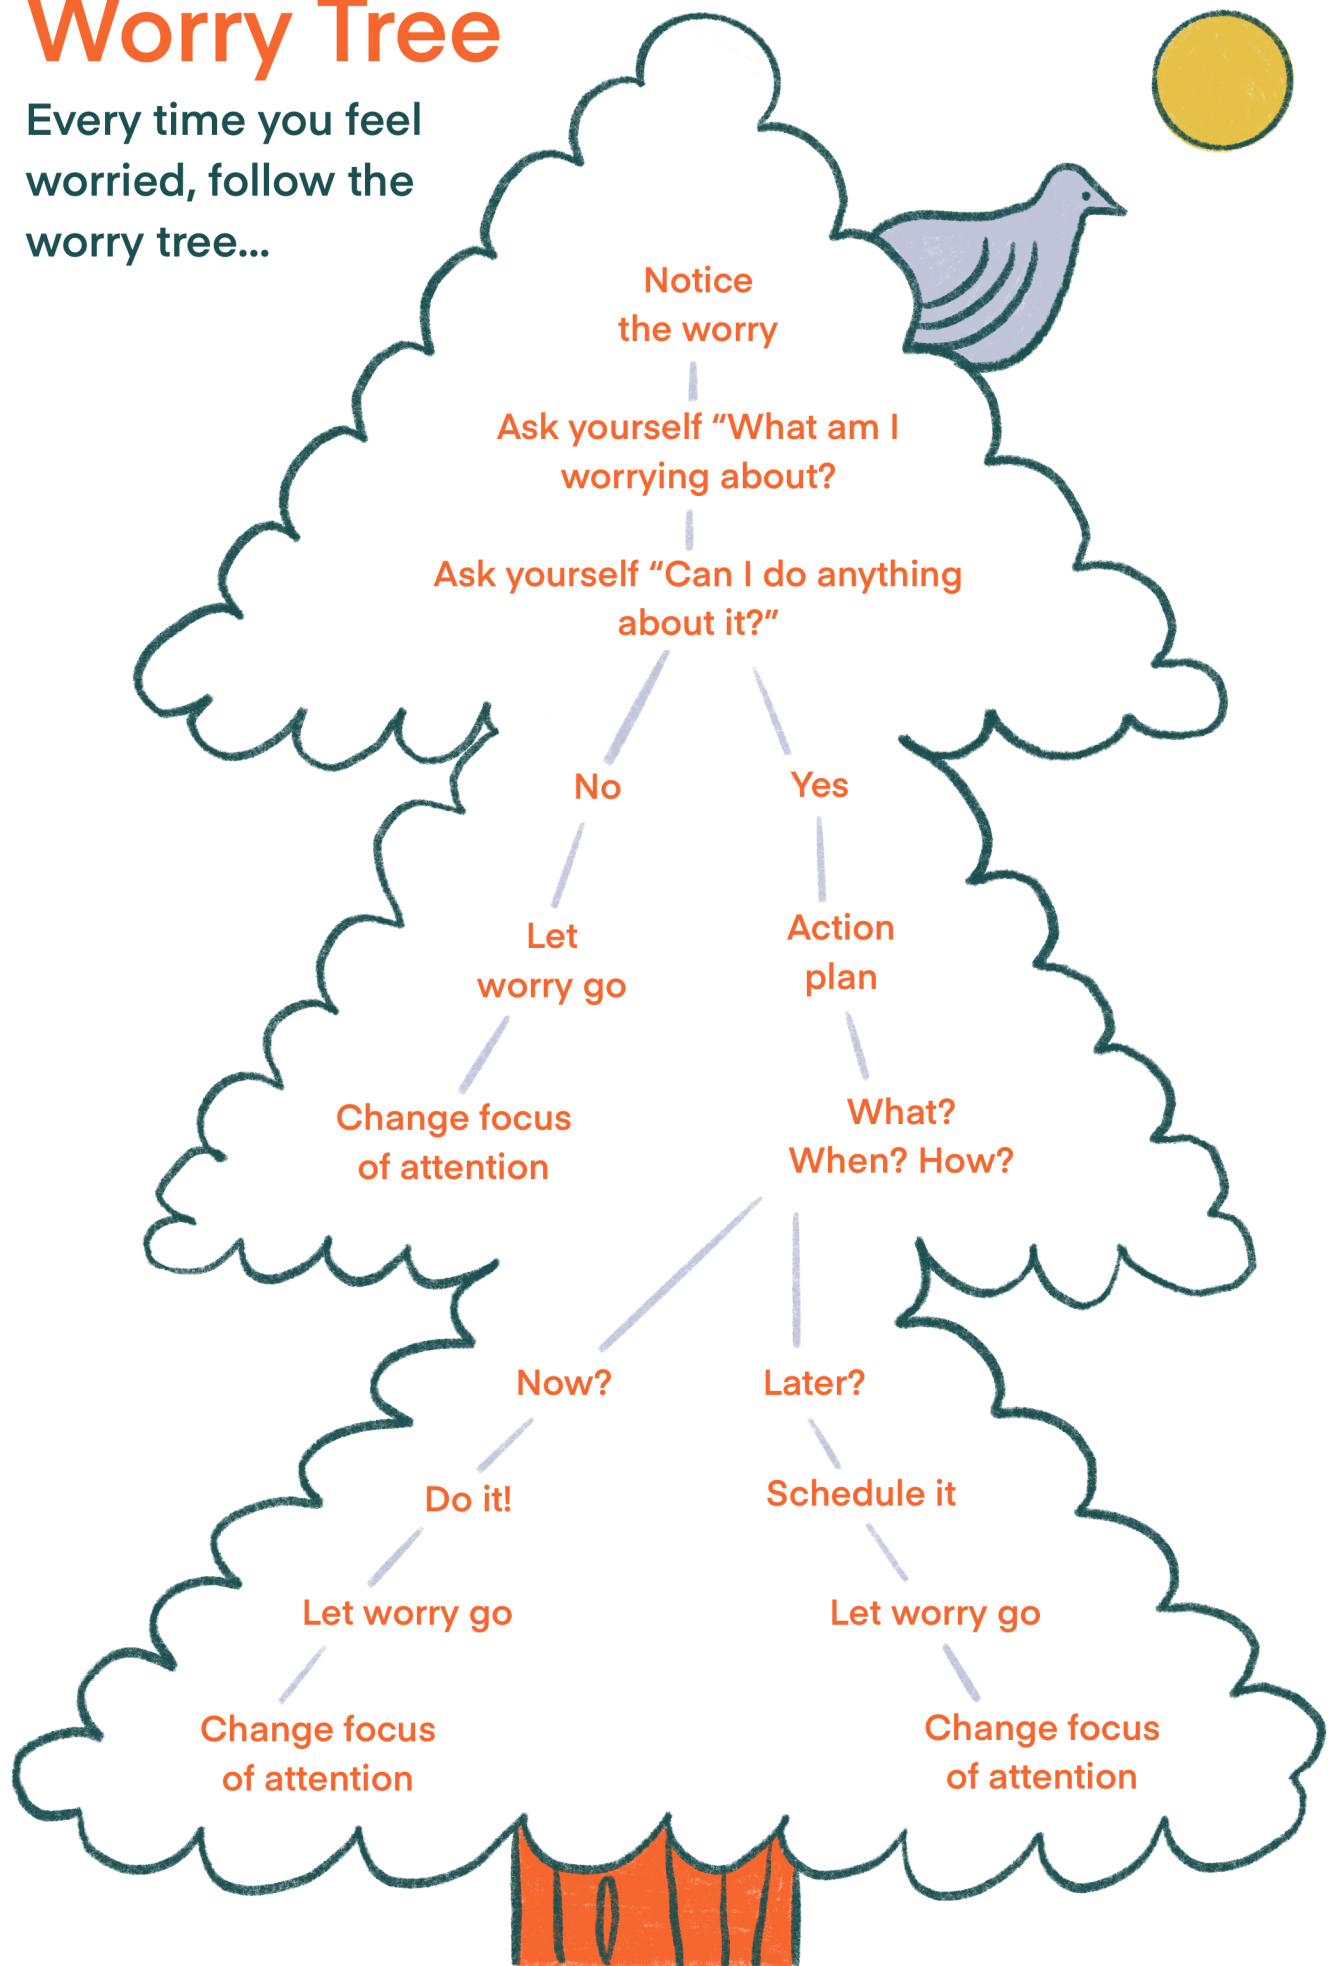 Worry Tree
Every time you feel
worried, follow the
worry tree...
Notice
the worry
Ask yourself “What am I
worrying about?
Ask yourself “Can I do anything
about it?”
No
Yes
Let
worry go
Action
plan
Change focus
of attention
What?
When? How?
Now?
Later?
Do it!
Schedule it
Let worry go
Let worry go
Change focus
of attention
Change focus
of attention